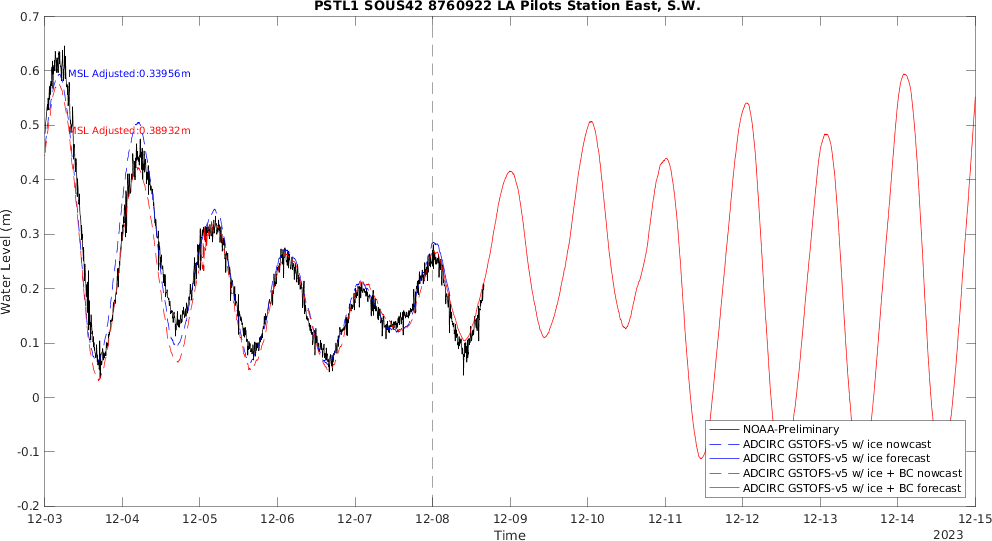 PSTL1 SOUS42 8760922 LA Pilots Station East, S.W.
0.7
0.6
0.5
0.4
0.3
0.2
0.1
0
-0.1
-0.2
Water Level (m)
MSL Adjusted:0.33956m
MSL Adjusted:0.38932m
NOAA-Preliminary
ADCIRC GSTOFS-v5 w/ ice nowcast
ADCIRC GSTOFS-v5 w/ ice forecast
ADCIRC GSTOFS-v5 w/ ice + BC nowcast
ADCIRC GSTOFS-v5 w/ ice + BC forecast
12-03 12-04 12-05 12-06 12-07 12-08 12-09 12-10 12-11 12-12 12-13 12-14 12-15
Time
2023